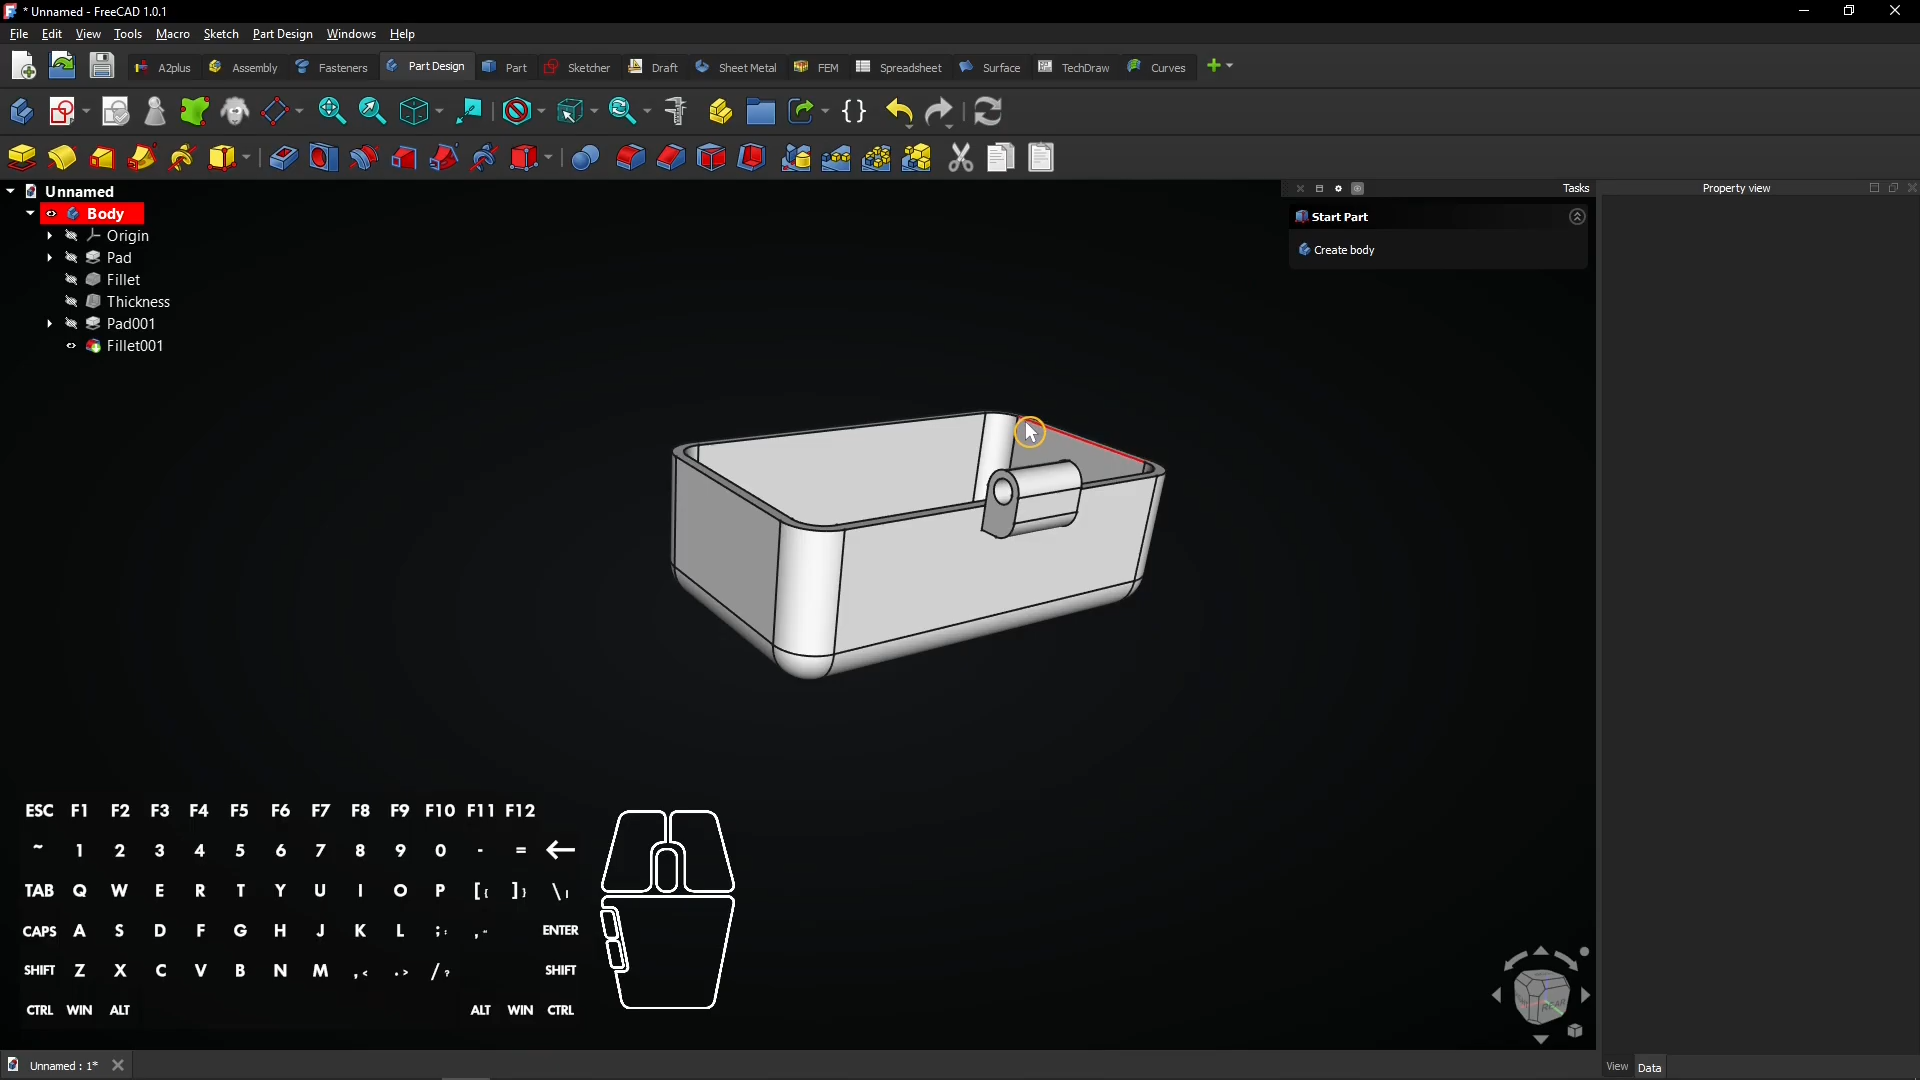 * Unnamed - FreeCAD 1.0.1
File Edit View Tools Macro Sketch Part Design Windows Help
A2plus Assembly Fasteners Part Design Part Sketcher Draft Sheet Metal FEM Spreadsheet Surface TechDraw Curves
Unnamed
Body
Origin
Pad
Fillet
Thickness
Pad001
Fillet001
Tasks
Start Part
Create body
Property view
ESC F1 F2 F3 F4 F5 F6 F7 F8 F9 F10 F11 F12
~ 1 2 3 4 5 6 7 8 9 0 - =
TAB Q W E R T Y U I O P [{ ]} \|
CAPS A S D F G H J K L ;: ," ENTER
SHIFT Z X C V B N M ,< .> /? SHIFT
CTRL WIN ALT ALT WIN CTRL
REAR
Unnamed : 1*
View Data